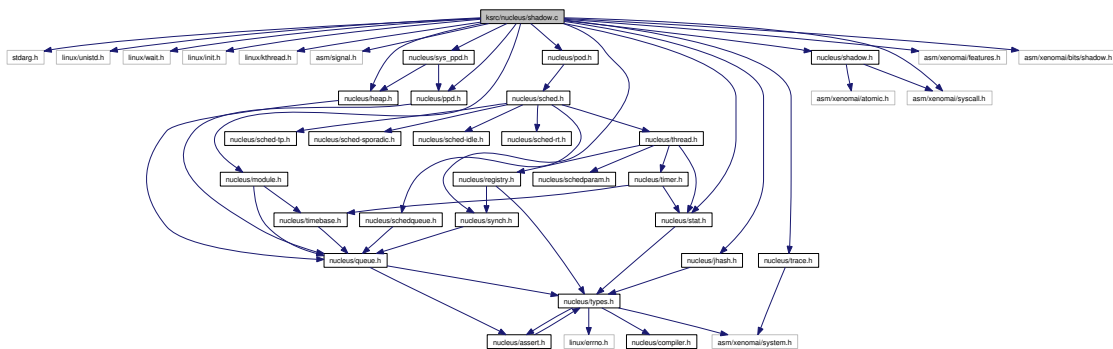 ksrc/nucleus/shadow.c
stdarg.h
linux/unistd.h
linux/wait.h
linux/init.h
linux/kthread.h
asm/signal.h
nucleus/sys_ppd.h
nucleus/pod.h
nucleus/shadow.h
asm/xenomai/features.h
asm/xenomai/bits/shadow.h
nucleus/heap.h
nucleus/ppd.h
nucleus/sched.h
asm/xenomai/atomic.h
asm/xenomai/syscall.h
nucleus/sched-tp.h
nucleus/sched-sporadic.h
nucleus/sched-idle.h
nucleus/sched-rt.h
nucleus/thread.h
nucleus/module.h
nucleus/registry.h
nucleus/schedparam.h
nucleus/timer.h
nucleus/timebase.h
nucleus/schedqueue.h
nucleus/synch.h
nucleus/stat.h
nucleus/queue.h
nucleus/jhash.h
nucleus/trace.h
nucleus/types.h
nucleus/assert.h
linux/errno.h
nucleus/compiler.h
asm/xenomai/system.h